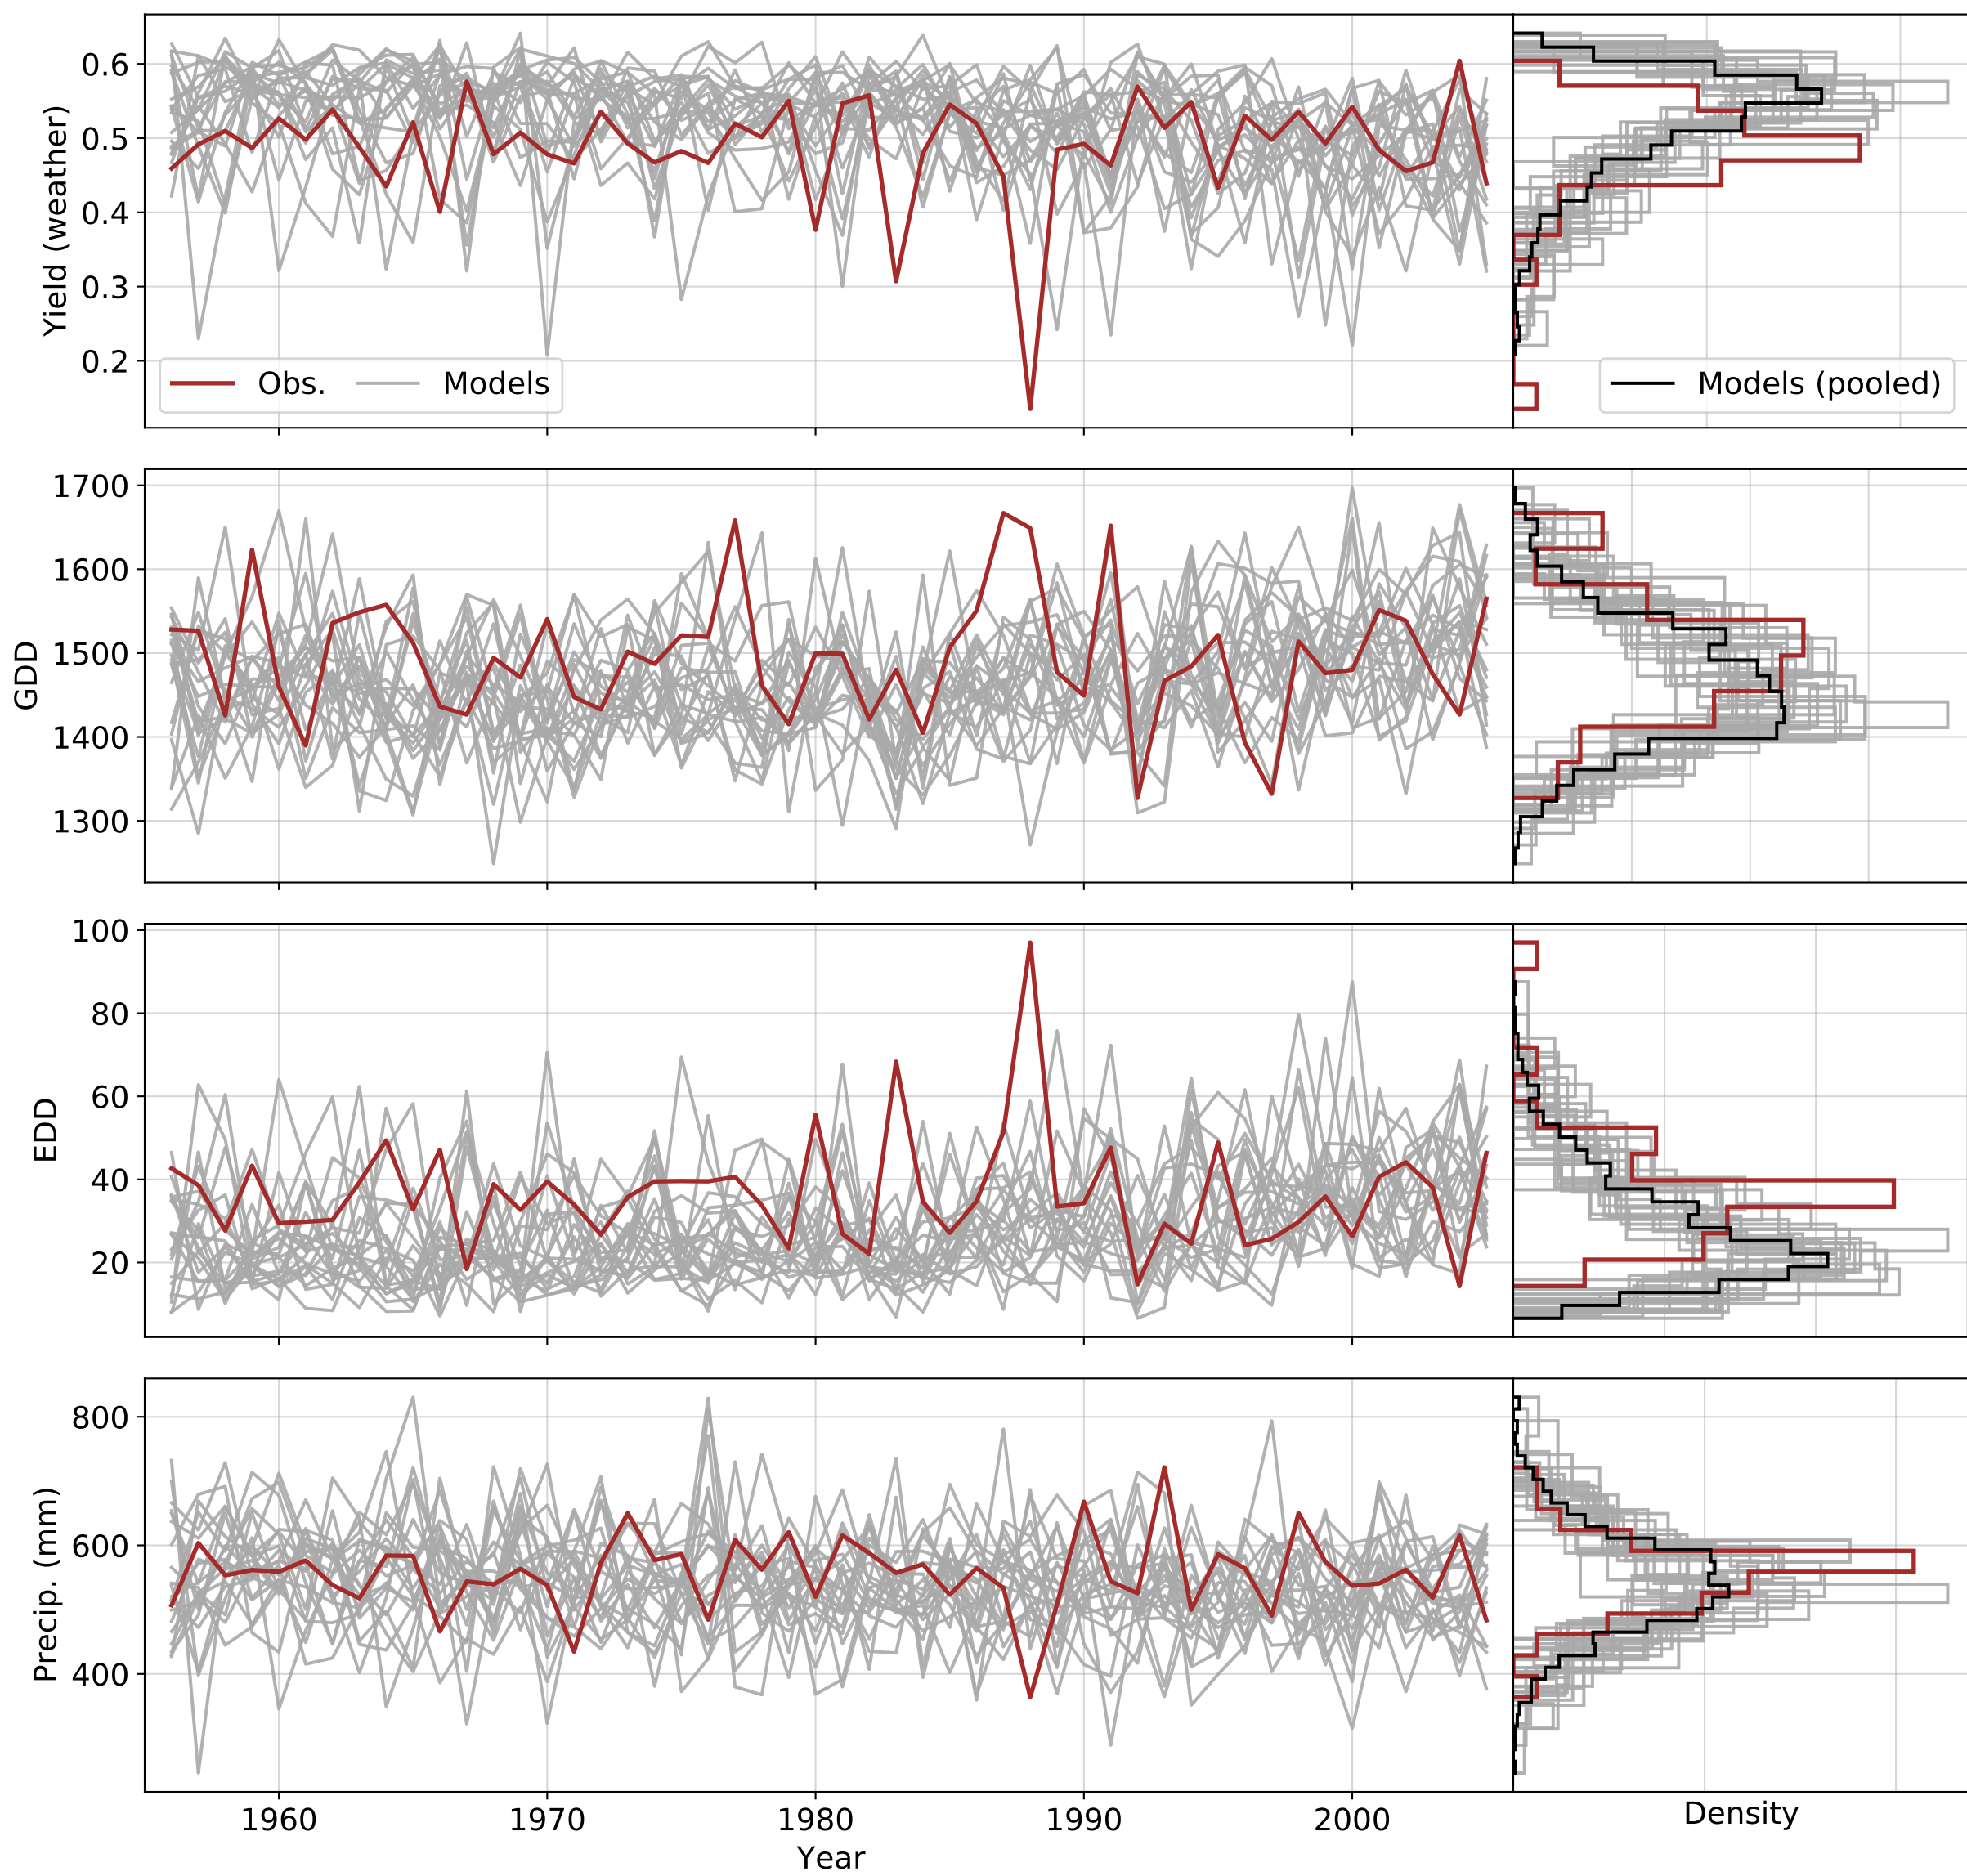 Yield (weather)
0.6
0.5
0.4
0.3
0.2
Obs.
Models
Models (pooled)
GDD
1700
1600
1500
1400
1300
EDD
100
80
60
40
20
Precip. (mm)
800
600
400
1960 1970 1980 1990 2000
Year
Density